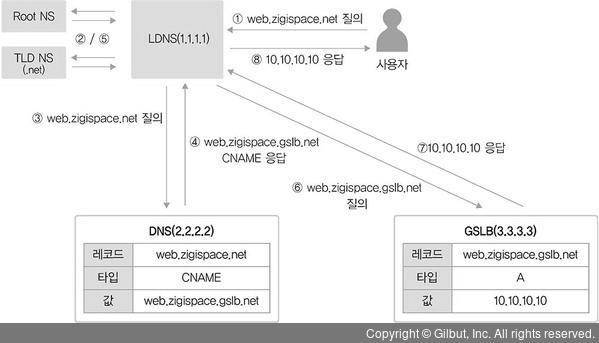 Root NS
TLD NS
(.net)
② / ⑤
LDNS(1.1.1.1)
① web.zigispace.net 질의
⑧ 10.10.10.10 응답
사용자
③ web.zigispace.net 질의
④ web.zigispace.gslb.net
CNAME 응답
⑦10.10.10.10 응답
⑥ web.zigispace.gslb.net
질의
DNS(2.2.2.2)
레코드 web.zigispace.net
타입 CNAME
값 web.zigispace.gslb.net
GSLB(3.3.3.3)
레코드 web.zigispace.gslb.net
타입 A
값 10.10.10.10
Copyright © Gilbut, Inc. All rights reserved.